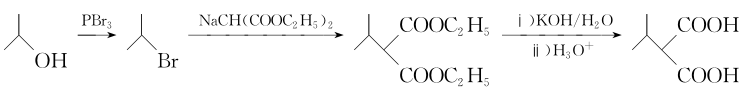 OH
PBr₃
Br
NaCH(COOC₂H₅)₂
COOC₂H₅
COOC₂H₅
ⅰ)KOH/H₂O
ⅱ)H₃O⁺
COOH
COOH